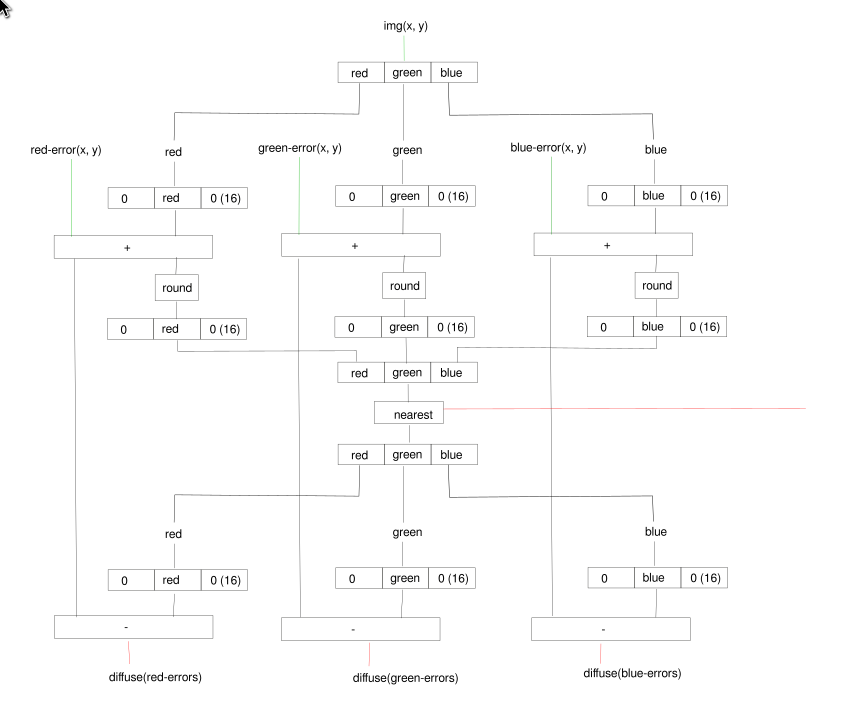 img(x, y)
red green blue
red-error(x, y) red green-error(x, y) green blue-error(x, y) blue
0 red 0 (16) 0 green 0 (16) 0 blue 0 (16)
+ + +
round round round
0 red 0 (16) 0 green 0 (16) 0 blue 0 (16)
red green blue
nearest
red green blue
red green blue
0 red 0 (16) 0 green 0 (16) 0 blue 0 (16)
- - -
diffuse(red-errors) diffuse(green-errors) diffuse(blue-errors)